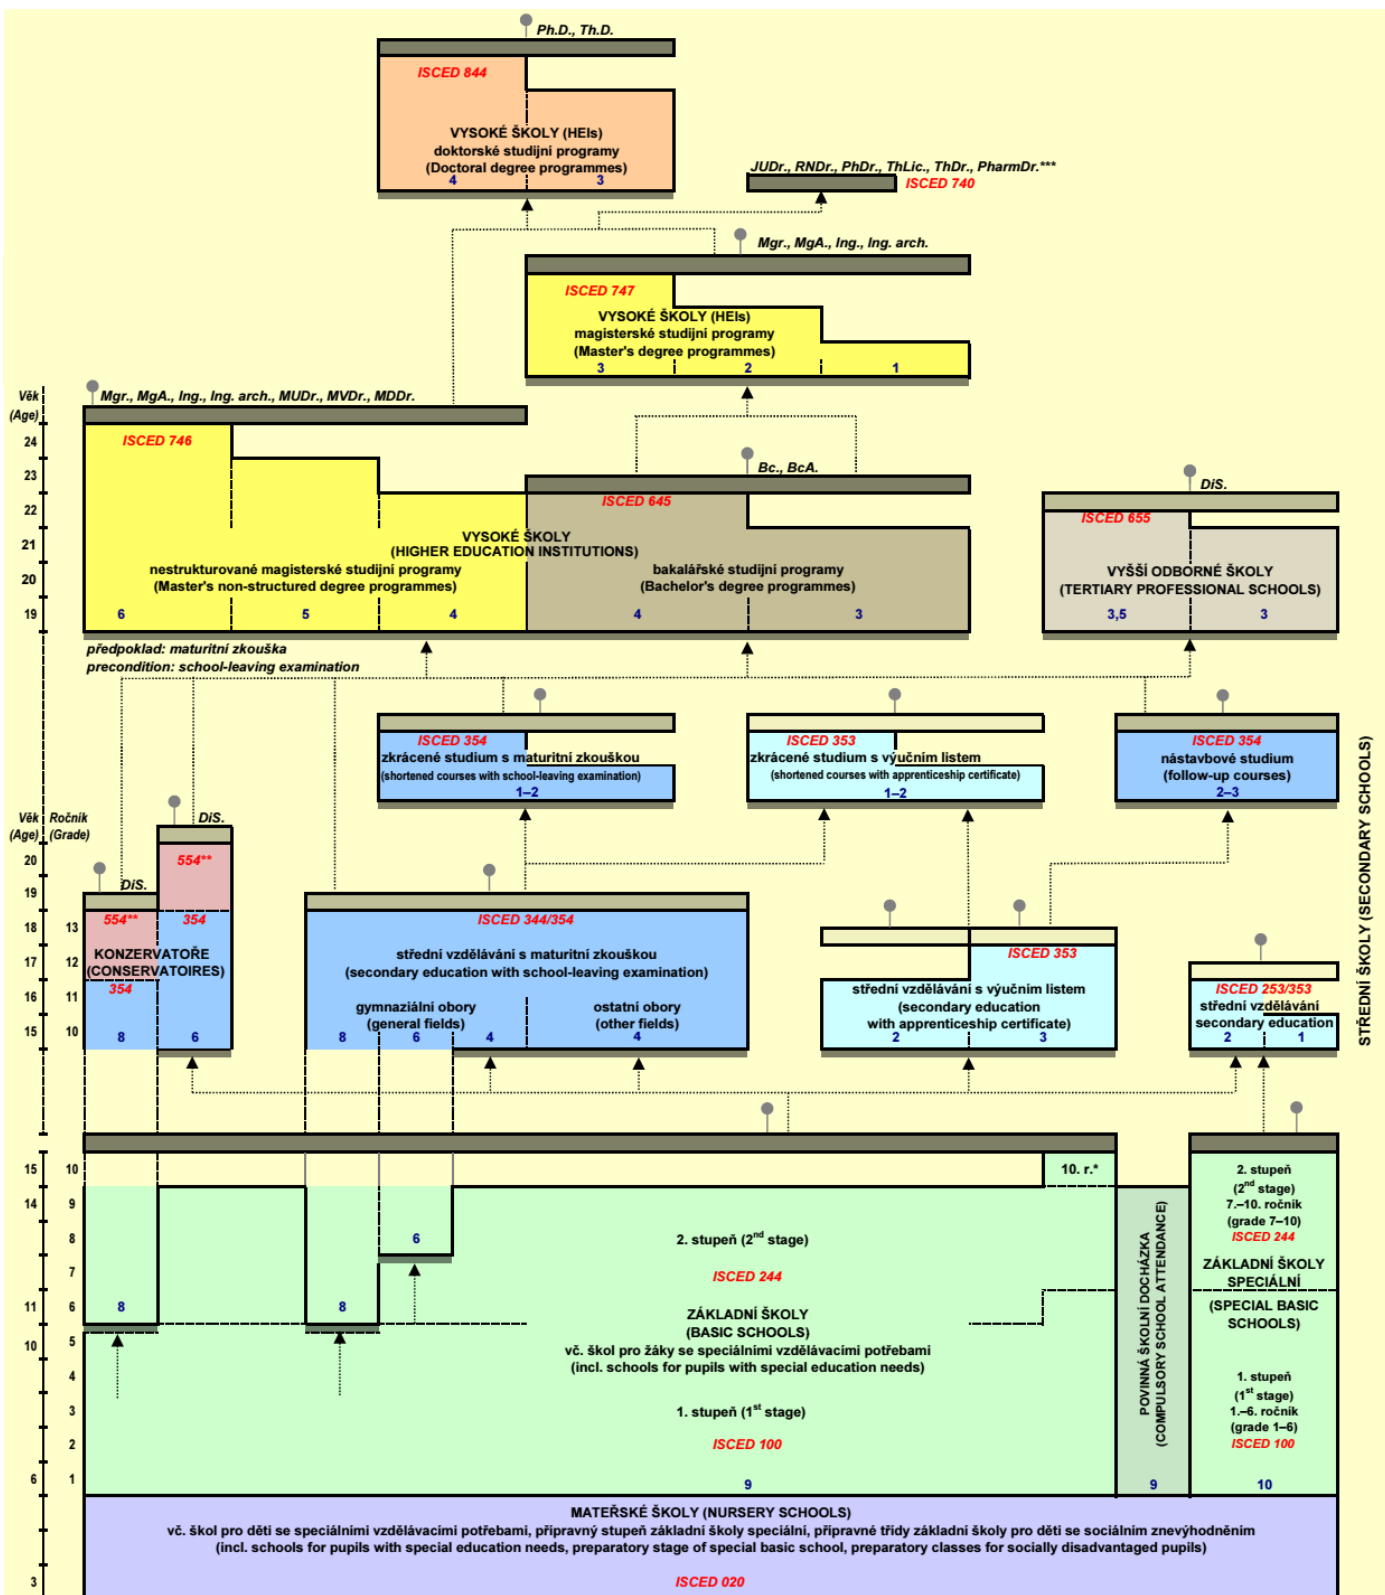 Ph.D., Th.D.
ISCED 844
VYSOKÉ ŠKOLY (HEIs)
doktorské studijní programy
(Doctoral degree programmes)
4
3
JUDr., RNDr., PhDr., ThLic., ThDr., PharmDr.***
ISCED 740
Mgr., MgA., Ing., Ing. arch.
ISCED 747
VYSOKÉ ŠKOLY (HEIs)
magisterské studijní programy
(Master's degree programmes)
3
2
1
Věk
(Age)
24
23
22
21
20
19
Mgr., MgA., Ing., Ing. arch., MUDr., MVDr., MDDr.
ISCED 746
Bc., BcA.
ISCED 645
VYSOKÉ ŠKOLY
(HIGHER EDUCATION INSTITUTIONS)
nestrukturované magisterské studijní programy
(Master's non-structured degree programmes)
6
5
4
bakalářské studijní programy
(Bachelor's degree programmes)
4
3
DiS.
ISCED 655
VYŠŠÍ ODBORNÉ ŠKOLY
(TERTIARY PROFESSIONAL SCHOOLS)
3,5
3
předpoklad: maturitní zkouška
precondition: school-leaving examination
ISCED 354
zkrácené studium s maturitní zkouškou
(shortened courses with school-leaving examination)
1–2
ISCED 353
zkrácené studium s výučním listem
(shortened courses with apprenticeship certificate)
1–2
ISCED 354
nástavbové studium
(follow-up courses)
2–3
STŘEDNÍ ŠKOLY (SECONDARY SCHOOLS)
Věk
(Age)
Ročník
(Grade)
20
19
18
13
17
12
16
11
15
10
DiS.
554**
DiS.
554**
354
KONZERVATOŘE
(CONSERVATOIRES)
354
8
6
ISCED 344/354
střední vzdělávání s maturitní zkouškou
(secondary education with school-leaving examination)
gymnaziální obory
(general fields)
ostatní obory
(other fields)
8
6
4
4
ISCED 353
střední vzdělávání s výučním listem
(secondary education
with apprenticeship certificate)
2
3
ISCED 253/353
střední vzdělávání
secondary education
2
1
15
10
14
9
8
7
11
6
10
5
4
3
2
6
1
3
10. r.*
8
8
6
2. stupeň (2nd stage)
ISCED 244
ZÁKLADNÍ ŠKOLY
(BASIC SCHOOLS)
vč. škol pro žáky se speciálními vzdělávacími potřebami
(incl. schools for pupils with special education needs)
1. stupeň (1st stage)
ISCED 100
9
POVINNÁ ŠKOLNÍ DOCHÁZKA
(COMPULSORY SCHOOL ATTENDANCE)
9
2. stupeň
(2nd stage)
7.–10. ročník
(grade 7–10)
ISCED 244
ZÁKLADNÍ ŠKOLY
SPECIÁLNÍ
(SPECIAL BASIC
SCHOOLS)
1. stupeň
(1st stage)
1.–6. ročník
(grade 1–6)
ISCED 100
10
MATEŘSKÉ ŠKOLY (NURSERY SCHOOLS)
vč. škol pro děti se speciálními vzdělávacími potřebami, přípravný stupeň základní školy speciální, přípravné třídy základní školy pro děti se sociálním znevýhodněním
(incl. schools for pupils with special education needs, preparatory stage of special basic school, preparatory classes for socially disadvantaged pupils)
ISCED 020